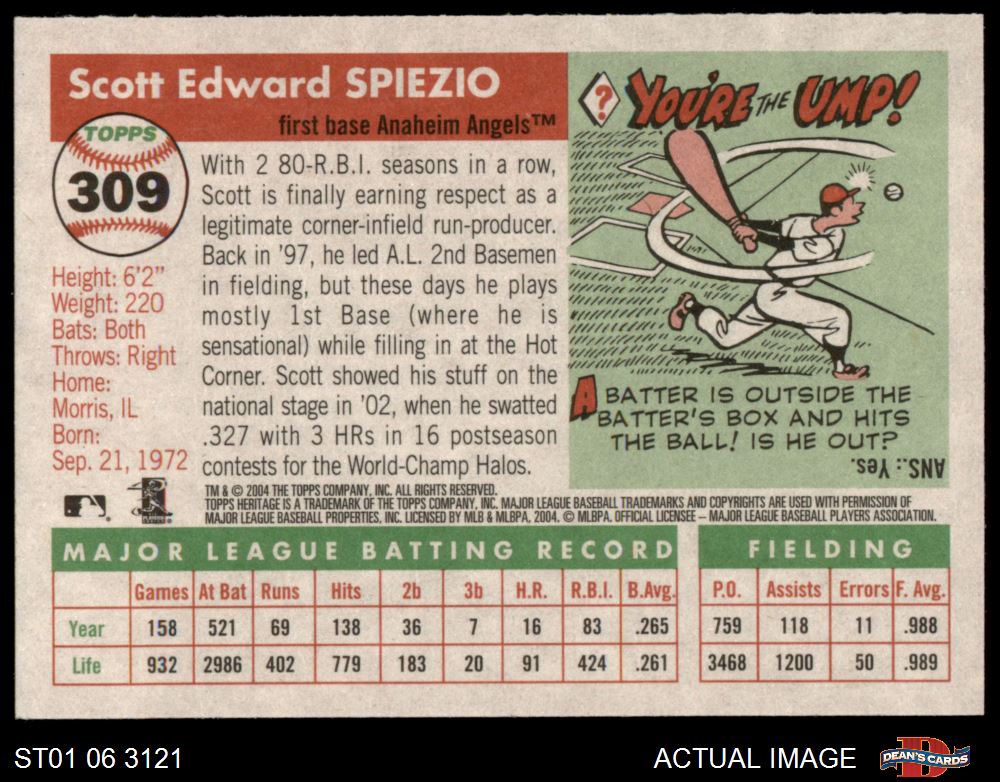 Scott Edward SPIEZIO
first base Anaheim Angels™
TOPPS
309
Height: 6'2"
Weight: 220
Bats: Both
Throws: Right
Home:
Morris, IL
Born:
Sep. 21, 1972
With 2 80-R.B.I. seasons in a row,
Scott is finally earning respect as a
legitimate corner-infield run-producer.
Back in '97, he led A.L. 2nd Basemen
in fielding, but these days he plays
mostly 1st Base (where he is
sensational) while filling in at the Hot
Corner. Scott showed his stuff on the
national stage in '02, when he swatted
.327 with 3 HRs in 16 postseason
contests for the World-Champ Halos.
? YOU'RE THE UMP!
A BATTER IS OUTSIDE THE
BATTER'S BOX AND HITS
THE BALL! IS HE OUT?
ANS.: Yes.
TM & © 2004 THE TOPPS COMPANY, INC. ALL RIGHTS RESERVED.
TOPPS HERITAGE IS A TRADEMARK OF THE TOPPS COMPANY, INC. MAJOR LEAGUE BASEBALL TRADEMARKS AND COPYRIGHTS ARE USED WITH PERMISSION OF
MAJOR LEAGUE BASEBALL PROPERTIES, INC. LICENSED BY MLB & MLBPA, 2004. © MLBPA. OFFICIAL LICENSEE – MAJOR LEAGUE BASEBALL PLAYERS ASSOCIATION.
MAJOR LEAGUE BATTING RECORD FIELDING
Games At Bat Runs Hits 2b 3b H.R. R.B.I. B.Avg. P.O. Assists Errors F. Avg.
Year 158 521 69 138 36 7 16 83 .265 759 118 11 .988
Life 932 2986 402 779 183 20 91 424 .261 3468 1200 50 .989
ST01 06 3121 ACTUAL IMAGE DEAN'S CARDS